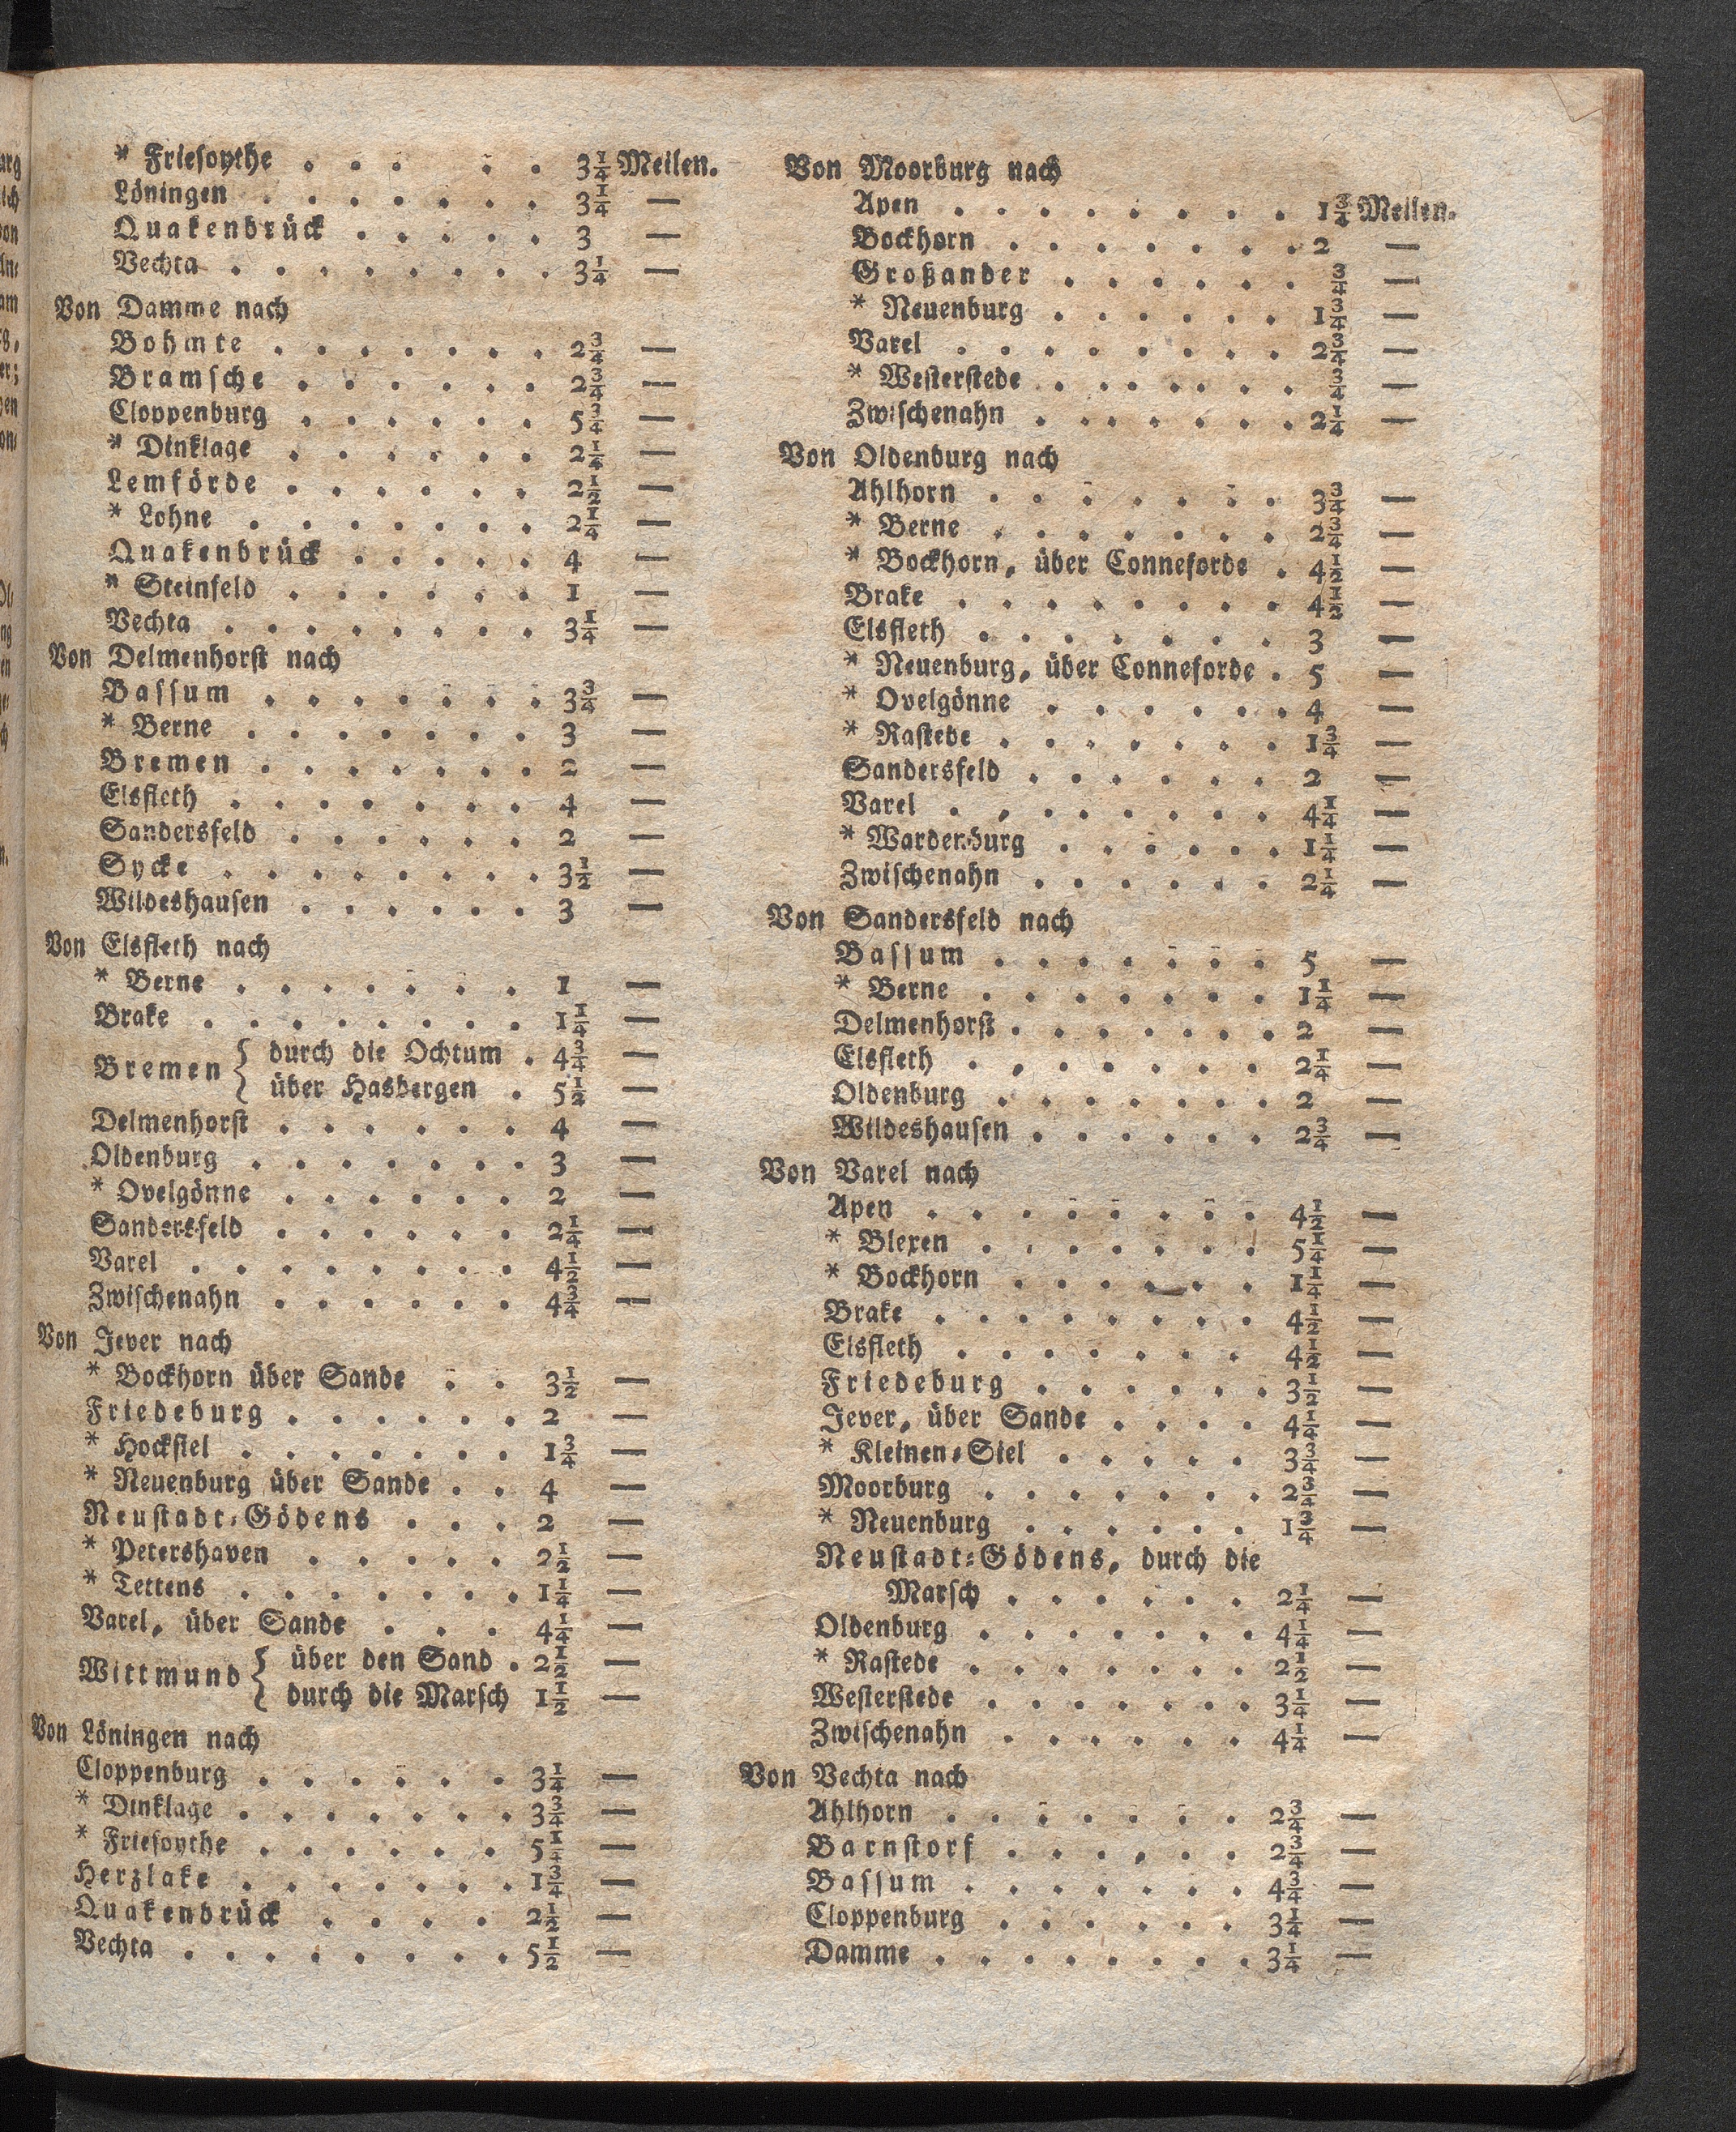 * Friesoythe . . . . . 3¼ Meilen.
Löningen . . . . . . . 3¼ —
Quakenbrück . . . . . 3 —
Vechta . . . . . . . . 3¼ —
Von Damme nach
Bohmte . . . . . . . 2¾ —
Bramsche . . . . . . 2¾ —
Cloppenburg . . . . . . 5¾ —
* Dinklage . . . . . . 2¼ —
Lemförde . . . . . . 2½ —
* Lohne . . . . . . . 2¼ —
Quakenbrück . . . . . 4 —
* Steinfeld . . . . . . 1 —
Vechta . . . . . . . . 3¼ —
Von Delmenhorst nach
Bassum . . . . . . . 3¾ —
* Berne . . . . . . . 3 —
Bremen . . . . . . . 2 —
Elsfleth . . . . . . . . 4 —
Sandersfeld . . . . . . 2 —
Sycke . . . . . . . . 3½ —
Wildeshausen . . . . . . 3 —
Von Elsfleth nach
* Berne . . . . . . . 1 —
Brake . . . . . . . . 1¼ —
Bremen { durch die Ochtum . 4¾ —
über Hasbergen . 5½ —
Delmenhorst . . . . . . 4 —
Oldenburg . . . . . . . 3 —
* Ovelgönne . . . . . . 2 —
Sandersfeld . . . . . . 2¼ —
Varel . . . . . . . . 4½ —
Zwischenahn . . . . . . 4¾ —
Von Jever nach
* Bockhorn über Sande . . 3½ —
Friedeburg . . . . . . 2 —
* Hocksiel . . . . . . . 1¾ —
* Neuenburg über Sande . . 4 —
Neustadt-Gödens . . . 2 —
* Petershaven . . . . . 2½ —
* Tettens . . . . . . . 1¼ —
Varel, über Sande . . . 4¼ —
Wittmund { über den Sand . 2½ —
durch die Marsch 1½ —
Von Löningen nach
Cloppenburg . . . . . . 3¼ —
* Dinklage . . . . . . . 3¾ —
* Friesoythe . . . . . . 5¼ —
Herzlake . . . . . . . 1¾ —
Quakenbrück . . . . 2½ —
Vechta . . . . . . . . 5½ —
Von Moorburg nach
Apen . . . . . . . . 1¾ Meilen.
Bockhorn . . . . . . . 2 —
Großander . . . . . . ¾ —
* Neuenburg . . . . . . 1¾ —
Varel . . . . . . . . 2¾ —
* Westerstede . . . . . . . ¾ —
Zwischenahn . . . . . . 2¼ —
Von Oldenburg nach
Ahlhorn . . . . . . . 3¾ —
* Berne . . . . . . . 2¾ —
* Bockhorn, über Conneforde . 4½ —
Brake . . . . . . . . 4½ —
Elsfleth . . . . . . . 3 —
* Neuenburg, über Conneforde . 5 —
* Ovelgönne . . . . . . 4 —
* Rastede . . . . . . . 1¾ —
Sandersfeld . . . . . . 2 —
Varel . . . . . . . . 4¼ —
* Wardenburg . . . . . . 1¼ —
Zwischenahn . . . . . . 2¼ —
Von Sandersfeld nach
Bassum . . . . . . . 5 —
* Berne . . . . . . . 1¼ —
Delmenhorst . . . . . . . 2 —
Elsfleth . . . . . . . 2¼ —
Oldenburg . . . . . . . 2 —
Wildeshausen . . . . . . 2¾ —
Von Varel nach
Apen . . . . . . . . 4½ —
* Blexen . . . . . . . 5¼ —
* Bockhorn . . . . . . 1¼ —
Brake . . . . . . . . 4½ —
Elsfleth . . . . . . . 4½ —
Friedeburg . . . . . . 3½ —
Jever, über Sande . . . . 4¼ —
* Kleinen-Siel . . . . . 3¾ —
Moorburg . . . . . . . 2¾ —
* Neuenburg . . . . . . 1¾ —
Neustadt-Gödens, durch die
Marsch . . . . . . 2¼ —
Oldenburg . . . . . . . 4¼ —
* Rastede . . . . . . . 2½ —
Westerstede . . . . . . . 3¼ —
Zwischenahn . . . . . . 4¼ —
Von Vechta nach
Ahlhorn . . . . . . . 2¾ —
Barnstorf . . . . . . 2¾ —
Bassum . . . . . . . 4¾ —
Cloppenburg . . . . . . 3¼ —
Damme . . . . . . . . 3¼ —